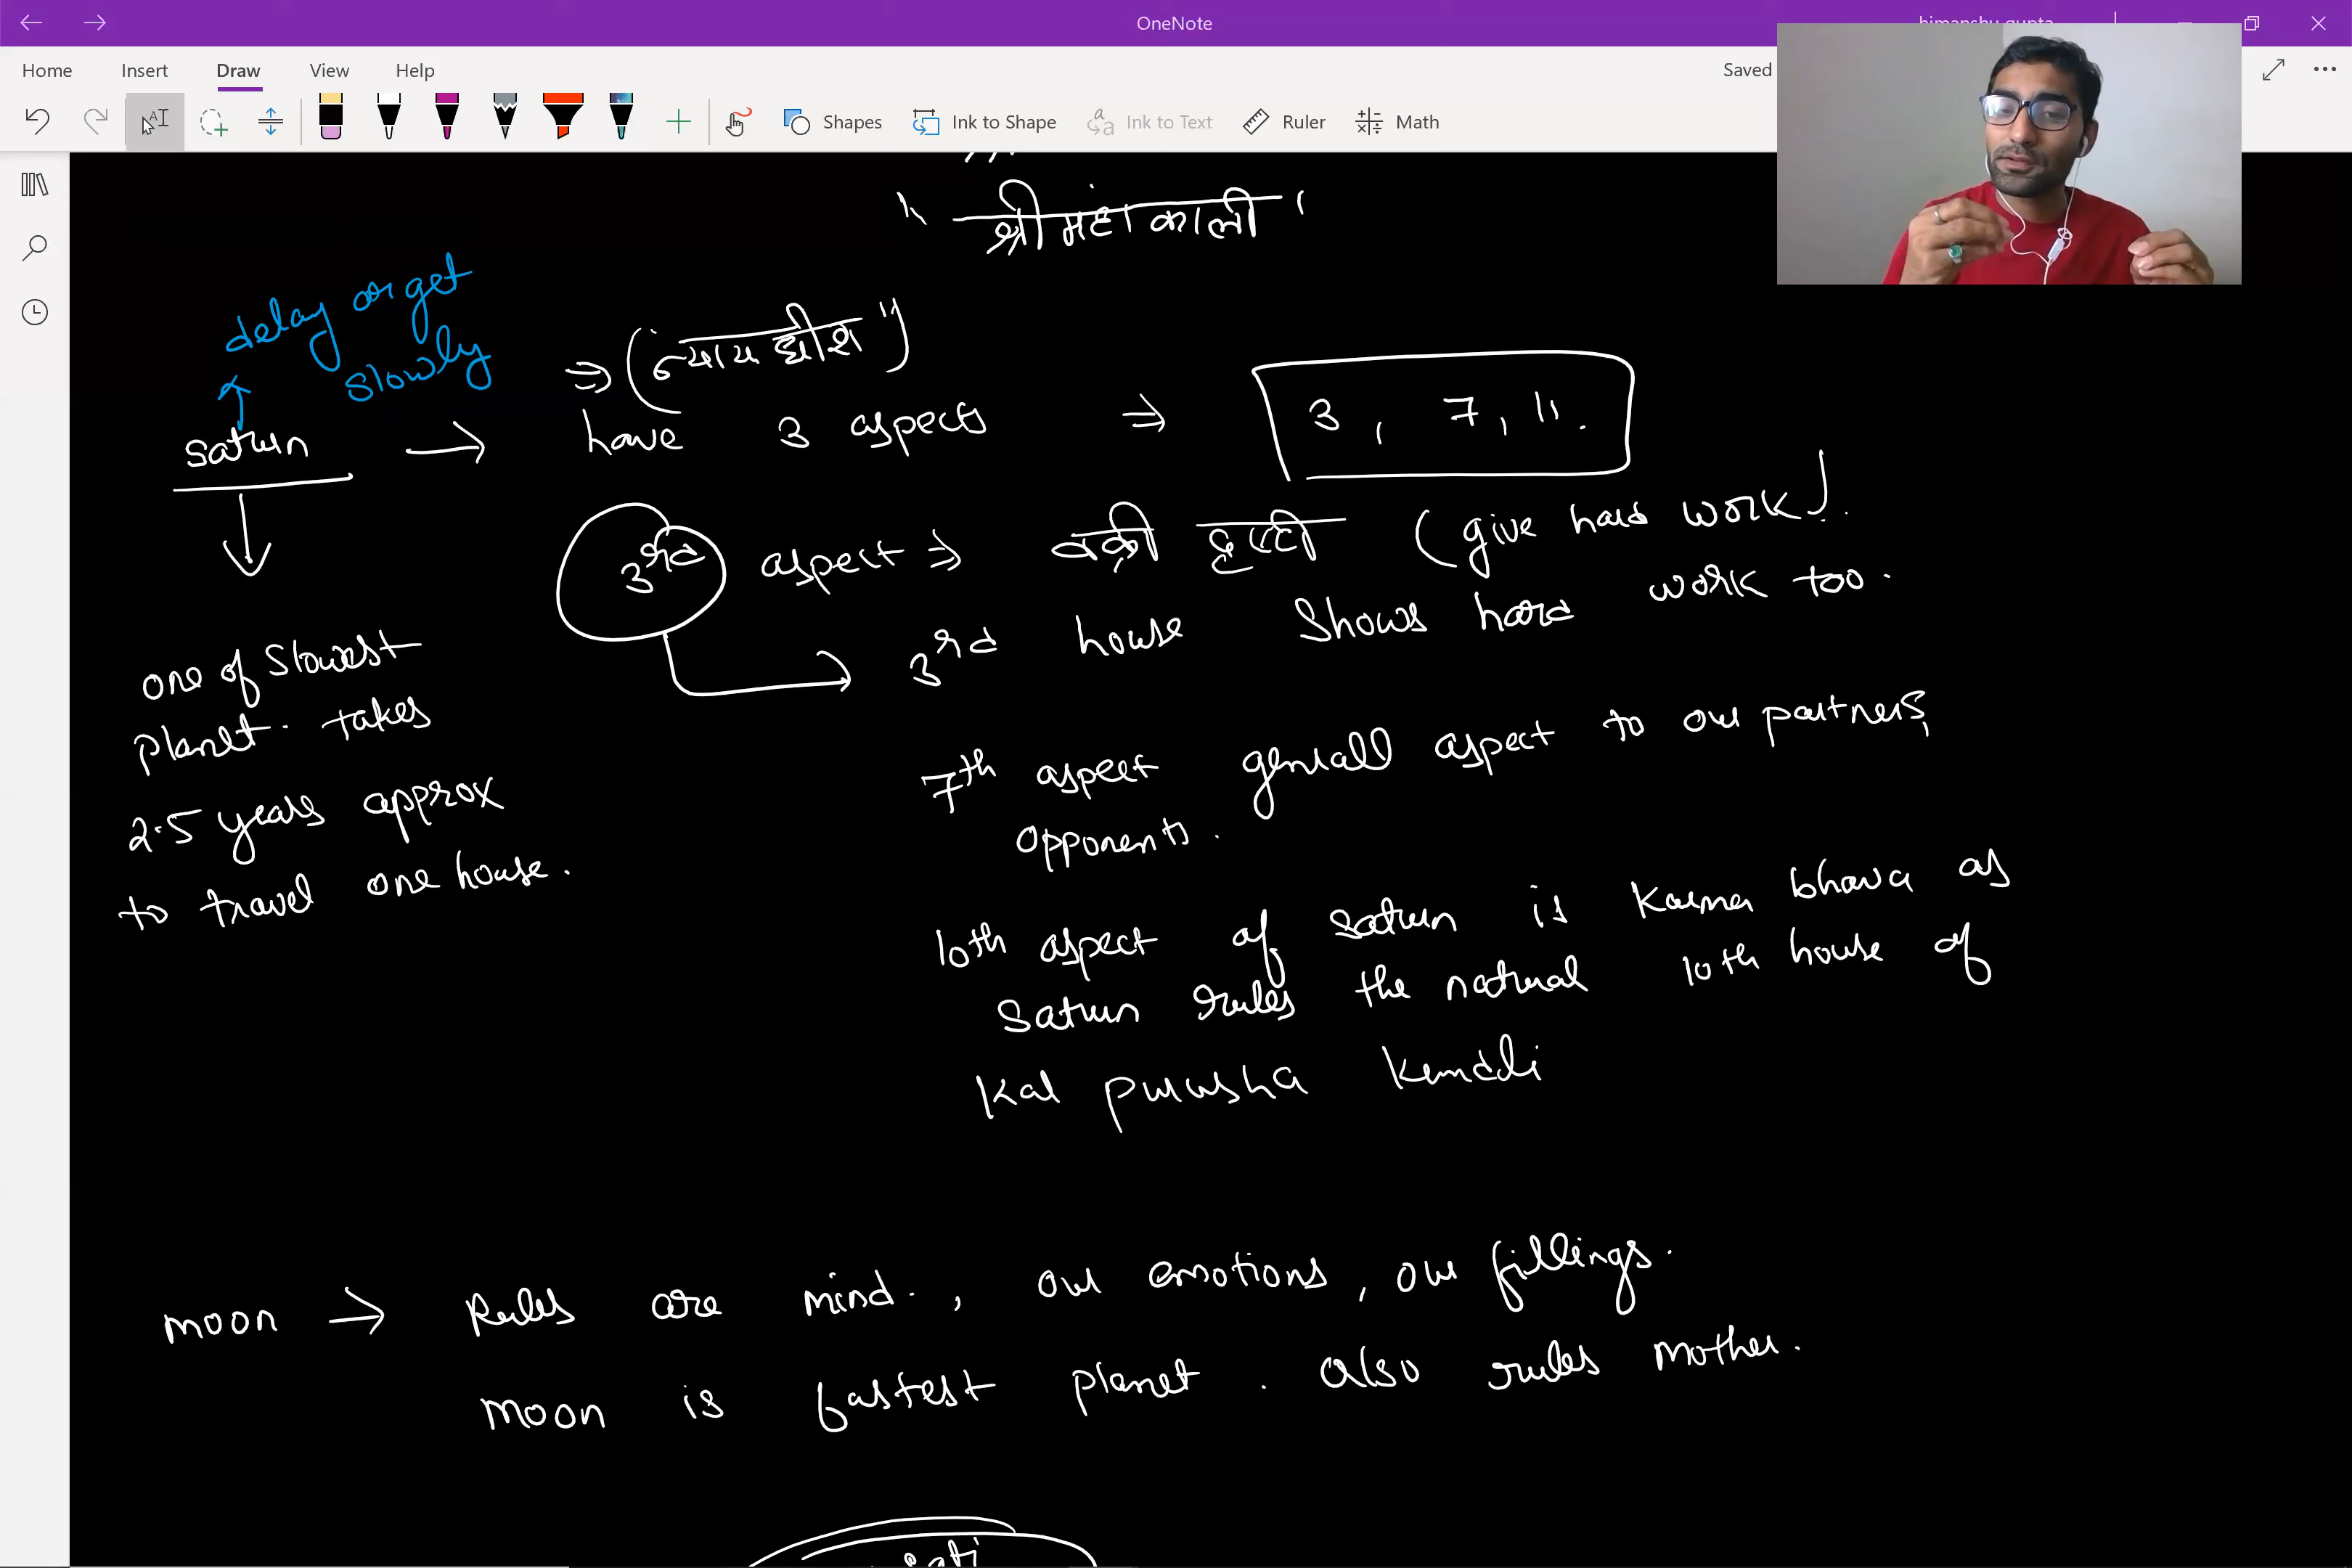 OneNote
himanshu gupta
Home Insert Draw View Help
Saved
Shapes Ink to Shape Ink to Text Ruler Math
" श्री महाकाली "
delay or get
slowly
⇒ ("न्यायाधीश")
saturn → have 3 aspects ⇒ 3, 7, 11.
3rd aspect ⇒ वक्री दृष्टी (give hard work).
3rd house shows hard work too.
one of slowest
planet. takes
2.5 years approx
to travel one house.
7th aspect generall aspect to our partners,
opponents.
10th aspect of saturn is karma bhava as
saturn rules the natural 10th house of
Kal purusha Kundli
moon → Rules are mind., our emotions, our fillings.
moon is fastest planet. also rules mother.